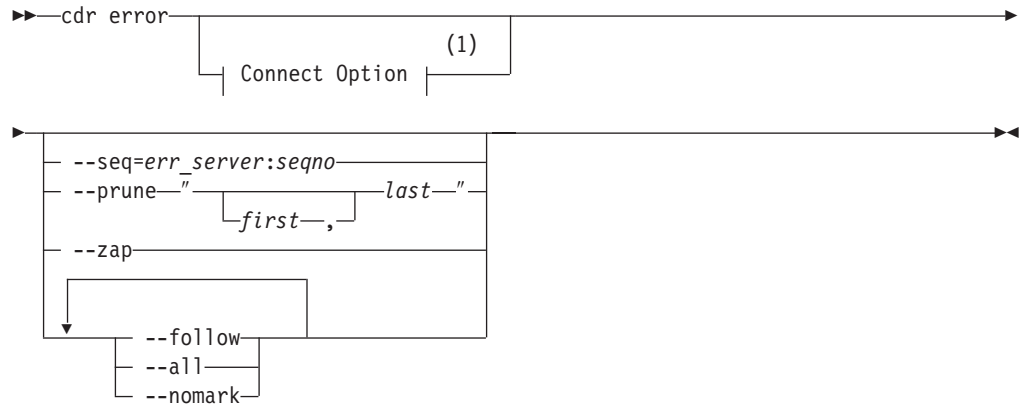 cdr error
(1)
Connect Option
--seq=err_server:seqno
--prune " last "
first ,
--zap
--follow
--all
--nomark